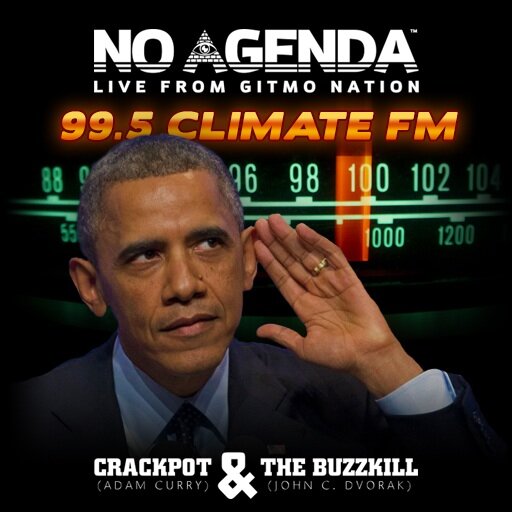 NO AGENDA™
LIVE FROM GITMO NATION
99.5 CLIMATE FM
88 96 98 100 102 104
55 1000 1200
CRACKPOT & THE BUZZKILL
(ADAM CURRY) (JOHN C. DVORAK)